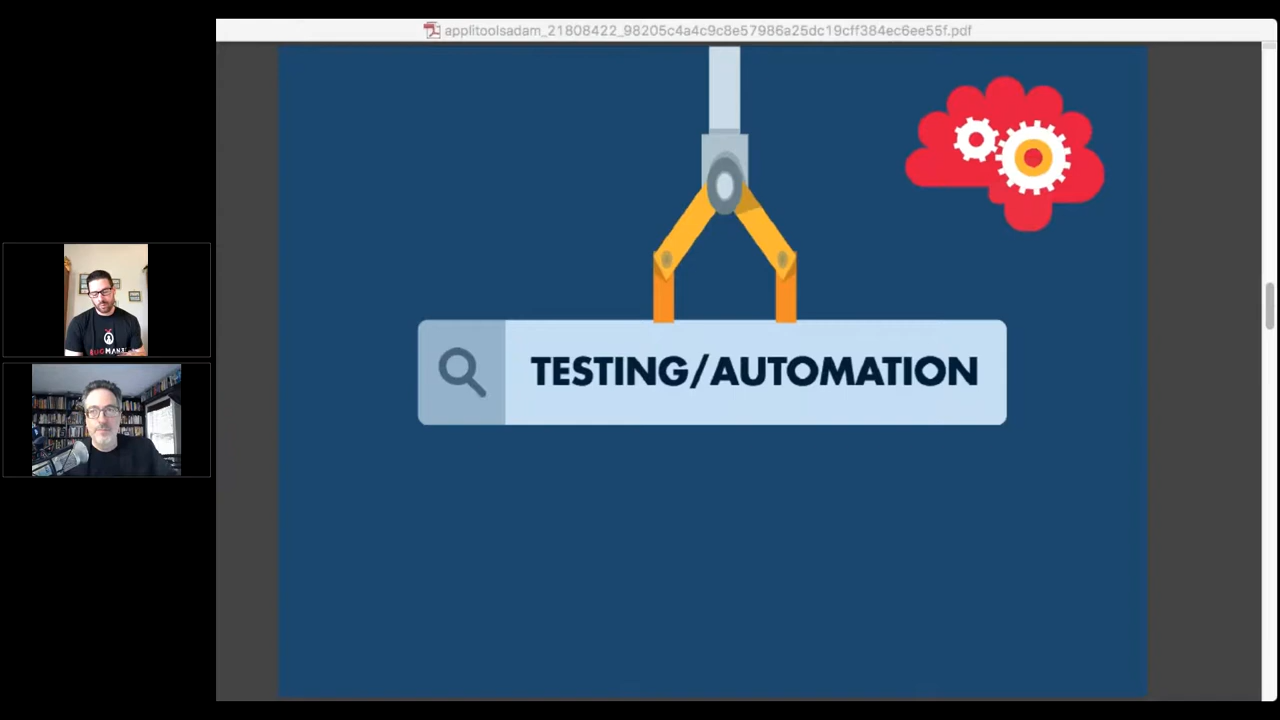 applitoolsadam_21808422_98205c4a4c9c8e57986a25dc19cff384ec6ee55f.pdf
TESTING/AUTOMATION